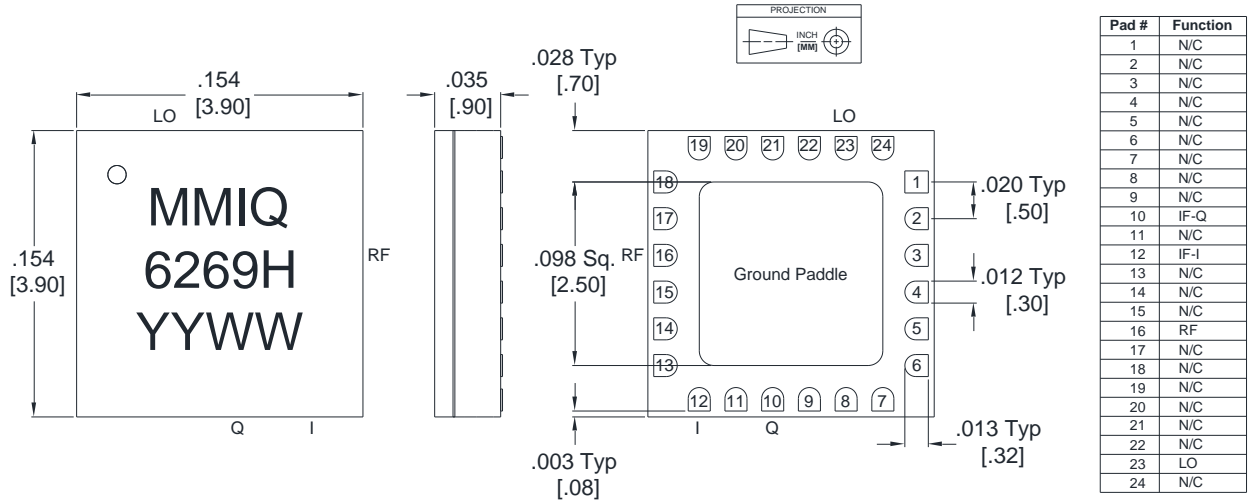 PROJECTION
INCH
[MM]
.154
[3.90]
LO
.154
[3.90]
MMIQ
6269H
YYWW
RF
Q I
.035
[.90]
.028 Typ
[.70]
LO
19 20 21 22 23 24
18
17
16
15
14
13
1
2
3
4
5
6
12 11 10 9 8 7
RF
Ground Paddle
.098 Sq.
[2.50]
.020 Typ
[.50]
.012 Typ
[.30]
I Q
.013 Typ
[.32]
.003 Typ
[.08]
Pad # Function
1 N/C
2 N/C
3 N/C
4 N/C
5 N/C
6 N/C
7 N/C
8 N/C
9 N/C
10 IF-Q
11 N/C
12 IF-I
13 N/C
14 N/C
15 N/C
16 RF
17 N/C
18 N/C
19 N/C
20 N/C
21 N/C
22 N/C
23 LO
24 N/C